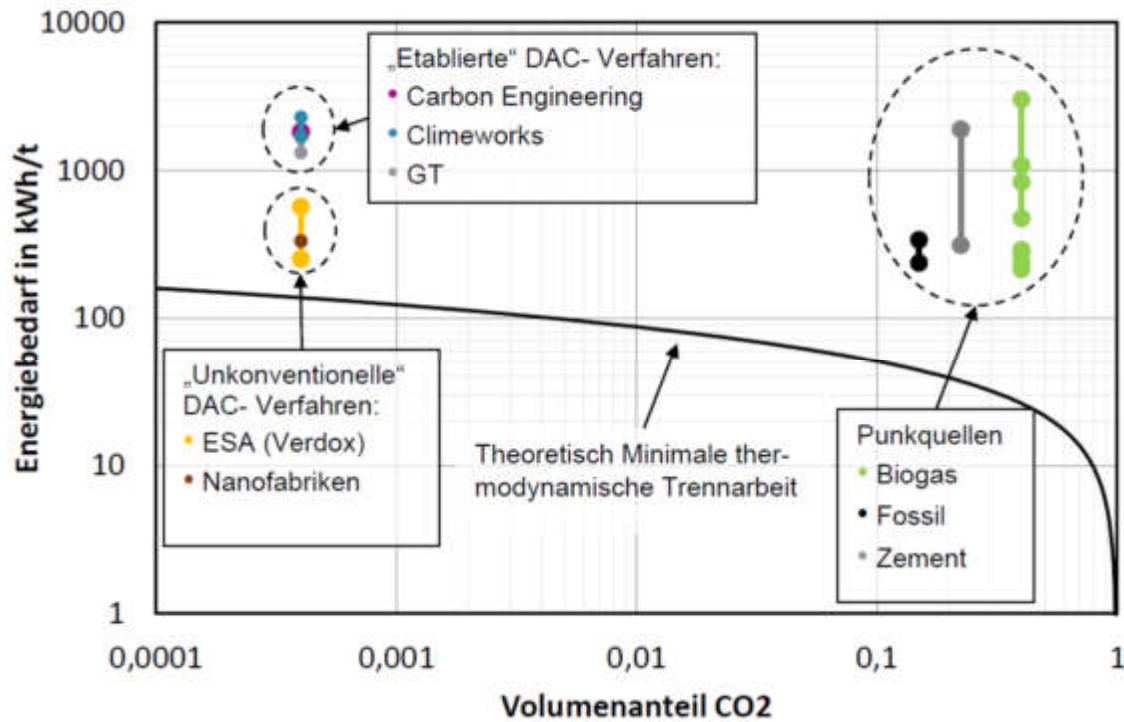 10000
1000
100
10
1
Energiebedarf in kWh/t
„Etablierte“ DAC- Verfahren:
Carbon Engineering
Climeworks
GT
„Unkonventionelle“
DAC- Verfahren:
ESA (Verdox)
Nanofabriken
Theoretisch Minimale ther-
modynamische Trennarbeit
Punkquellen
Biogas
Fossil
Zement
0,0001
0,001
0,01
0,1
1
Volumenanteil CO2